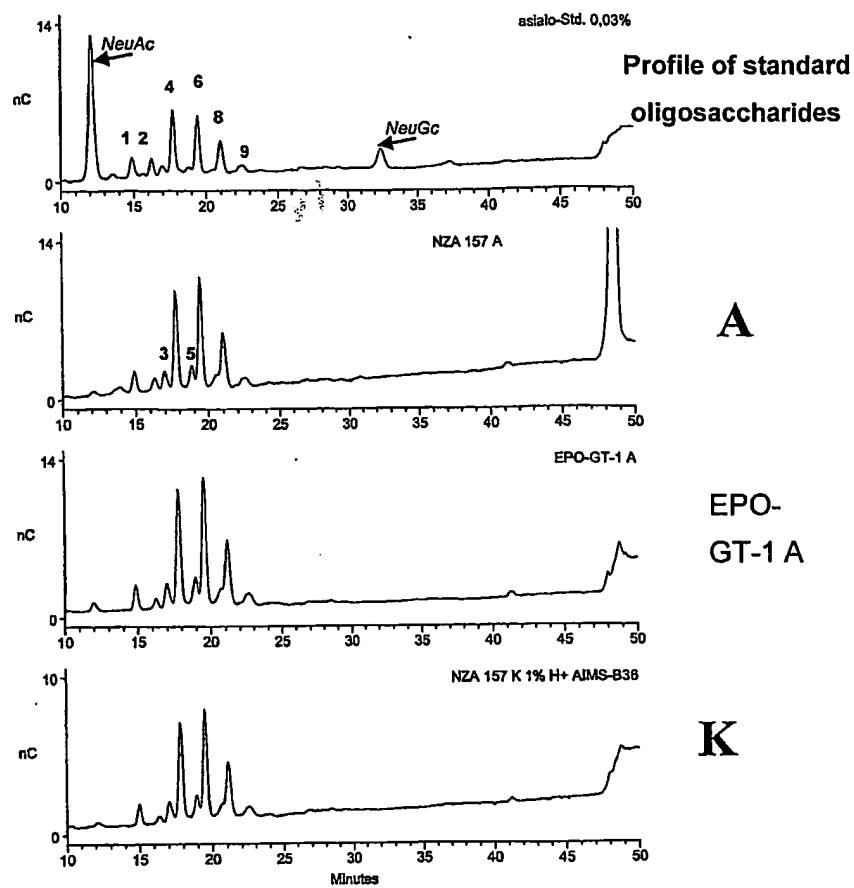 asialo-Std. 0,03%
14
NeuAc
nC
1 2 4 6 8 9
NeuGc
0
10 15 20 25 30 35 40 45 50
Profile of standard
oligosaccharides
NZA 157 A
14
nC
3 5
0
10 15 20 25 30 35 40 45 50
A
EPO-GT-1 A
14
nC
0
10 15 20 25 30 35 40 45 50
EPO-
GT-1 A
NZA 157 K 1% H+ AIMS-B36
10
nC
0
10 15 20 25 30 35 40 45 50
Minutes
K